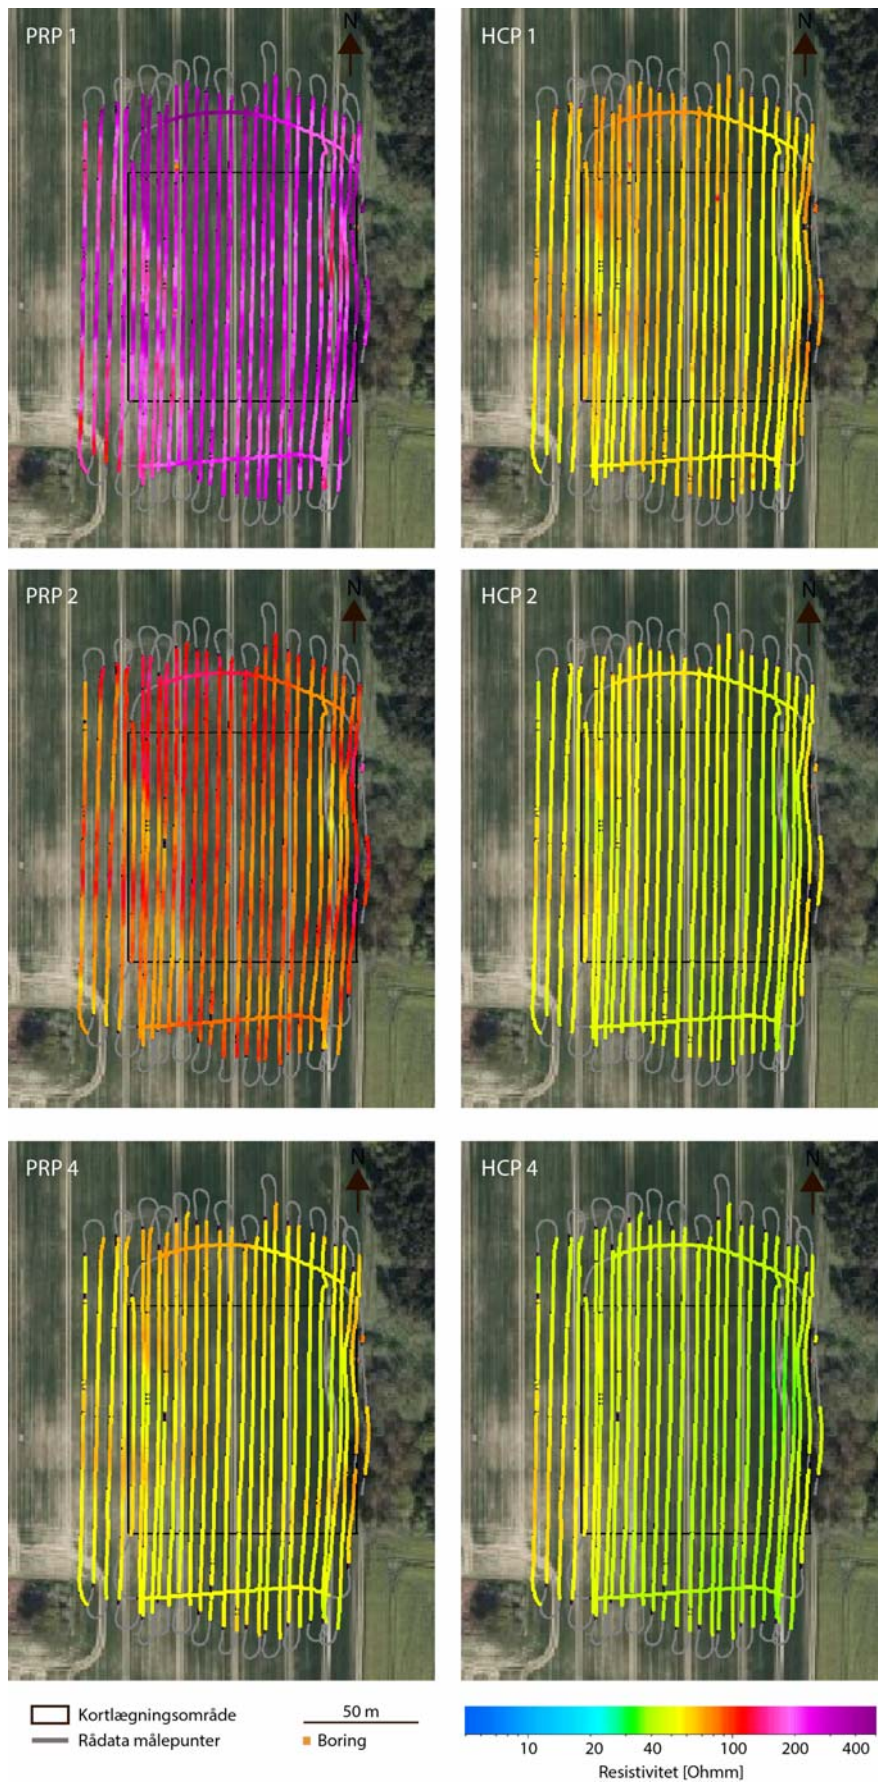 PRP 1
N
HCP 1
N
PRP 2
N
HCP 2
N
PRP 4
N
HCP 4
N
Kortlægningsområde
Rådata målepunter
50 m
Boring
10 20 40 100 200 400
Resistivitet [Ohmm]